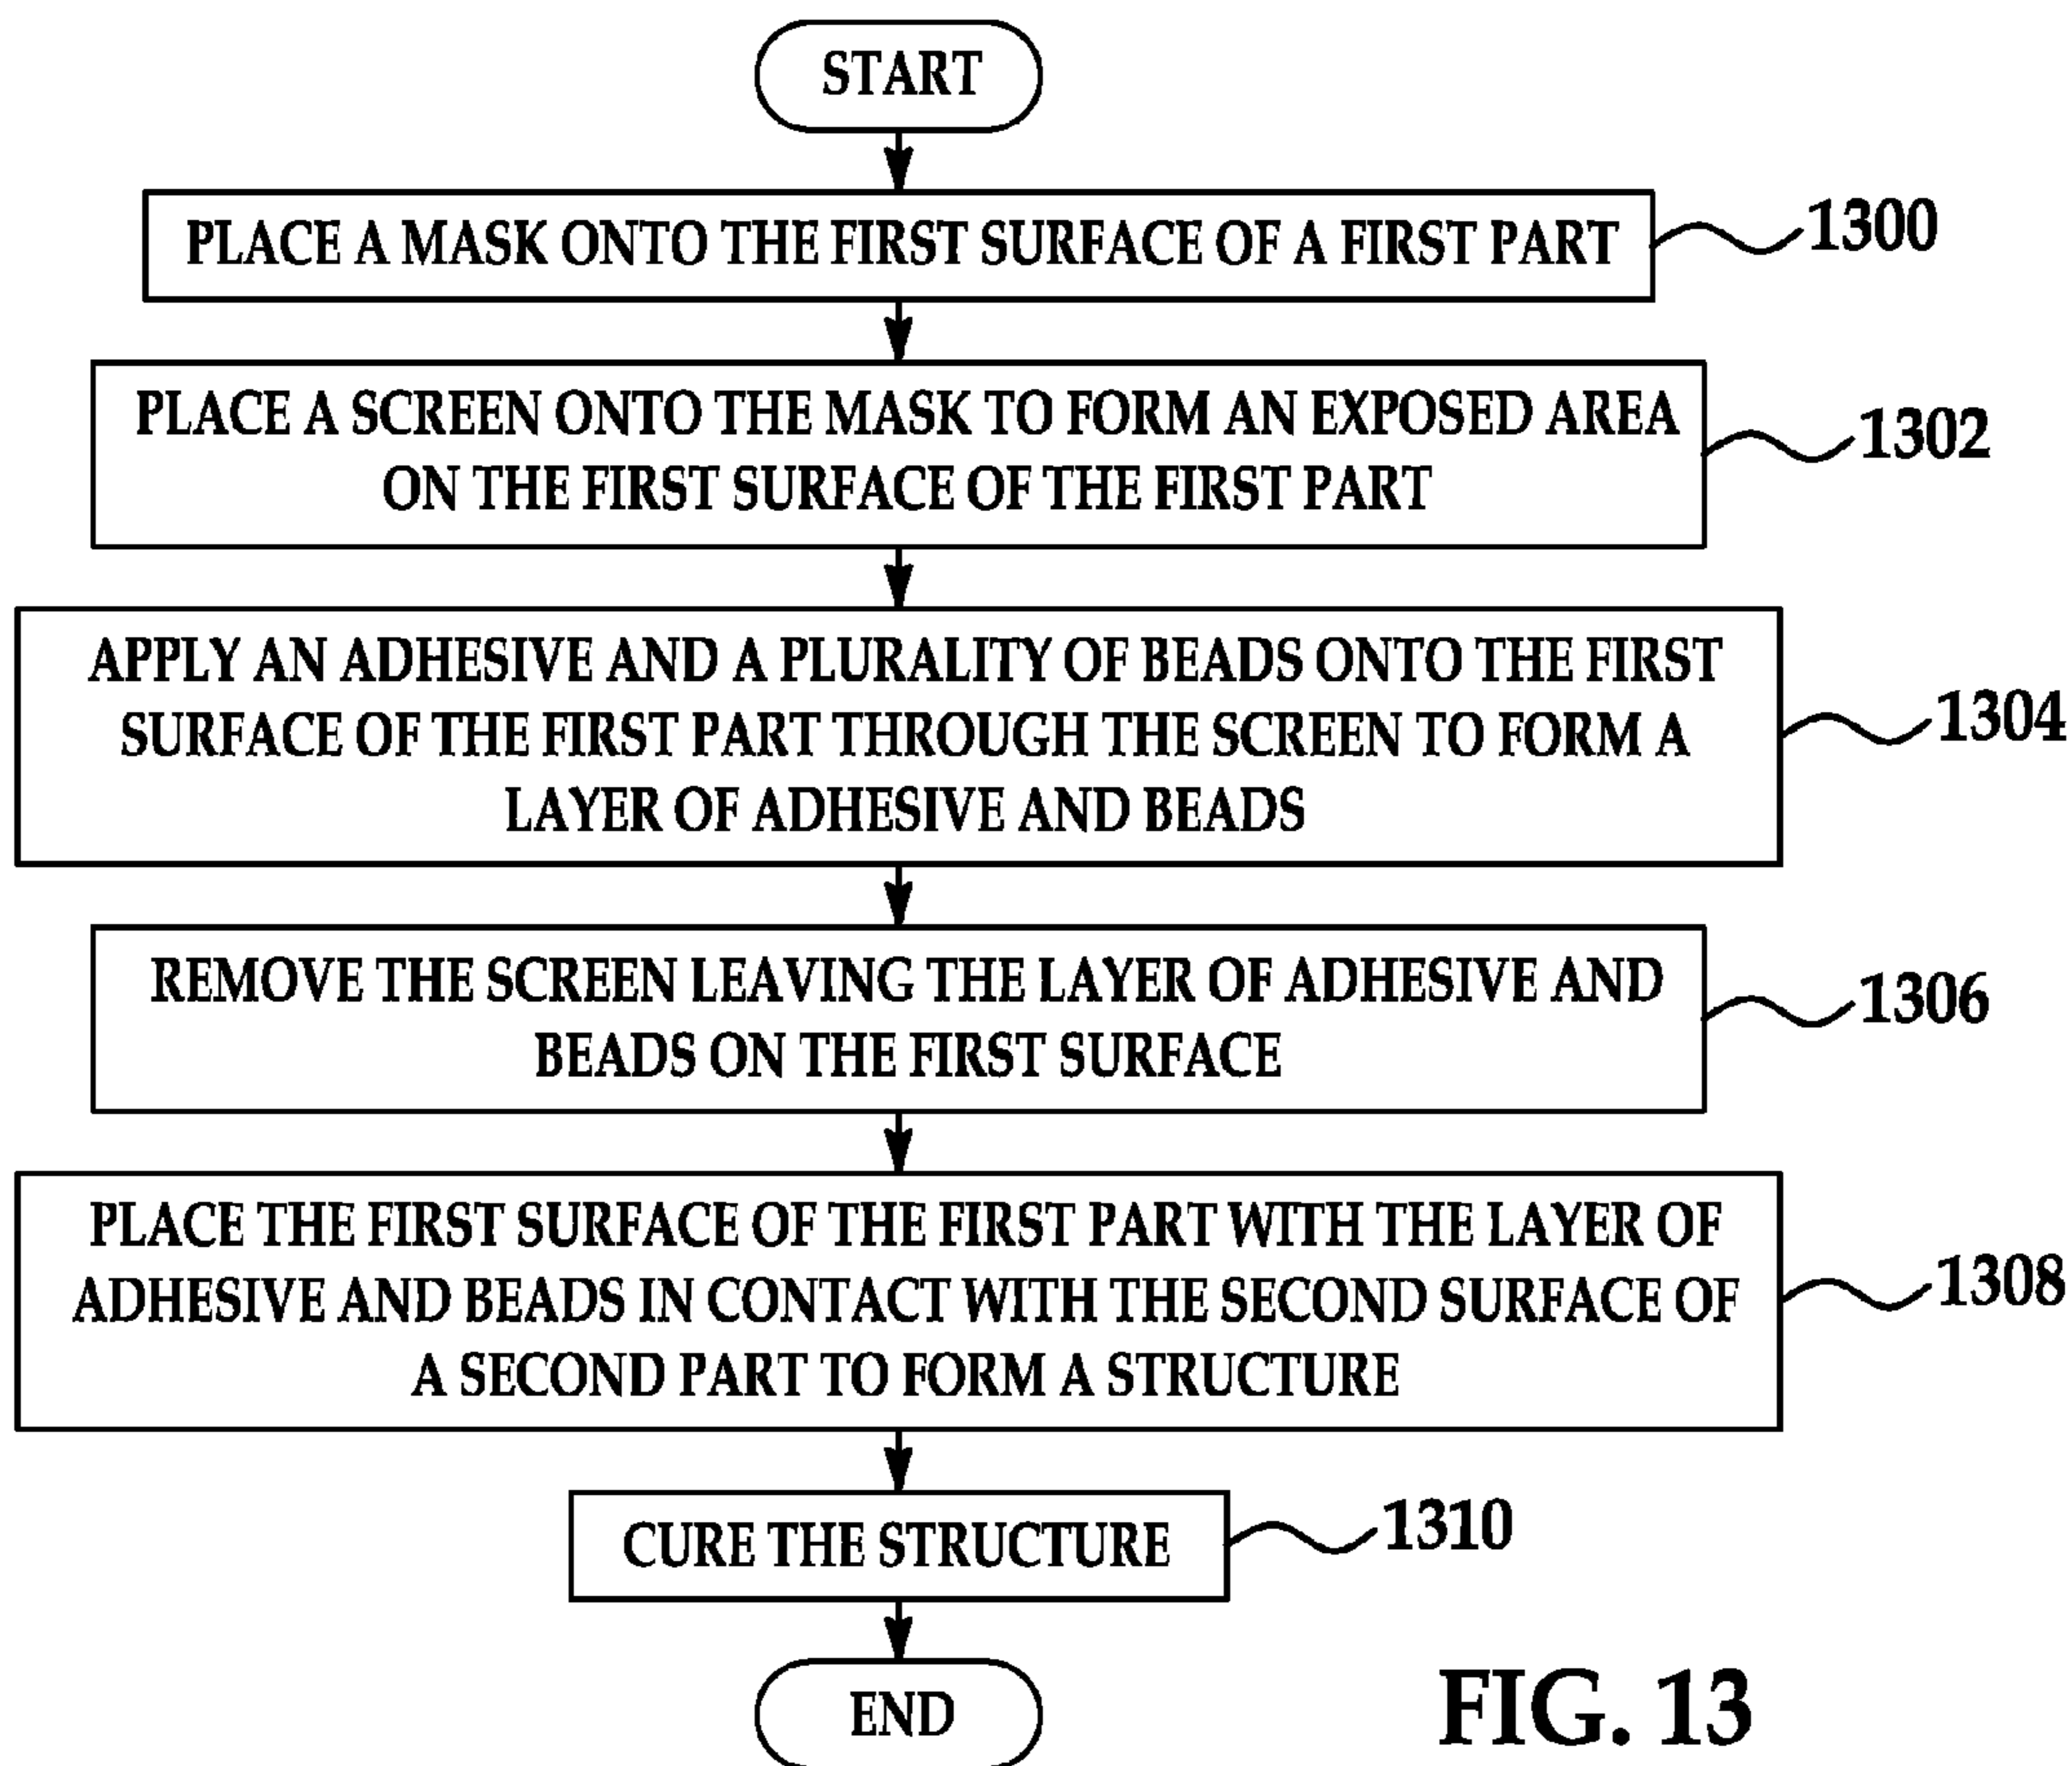 START
PLACE A MASK ONTO THE FIRST SURFACE OF A FIRST PART
1300
PLACE A SCREEN ONTO THE MASK TO FORM AN EXPOSED AREA
ON THE FIRST SURFACE OF THE FIRST PART
1302
APPLY AN ADHESIVE AND A PLURALITY OF BEADS ONTO THE FIRST
SURFACE OF THE FIRST PART THROUGH THE SCREEN TO FORM A
LAYER OF ADHESIVE AND BEADS
1304
REMOVE THE SCREEN LEAVING THE LAYER OF ADHESIVE AND
BEADS ON THE FIRST SURFACE
1306
PLACE THE FIRST SURFACE OF THE FIRST PART WITH THE LAYER OF
ADHESIVE AND BEADS IN CONTACT WITH THE SECOND SURFACE OF
A SECOND PART TO FORM A STRUCTURE
1308
CURE THE STRUCTURE
1310
END
FIG. 13